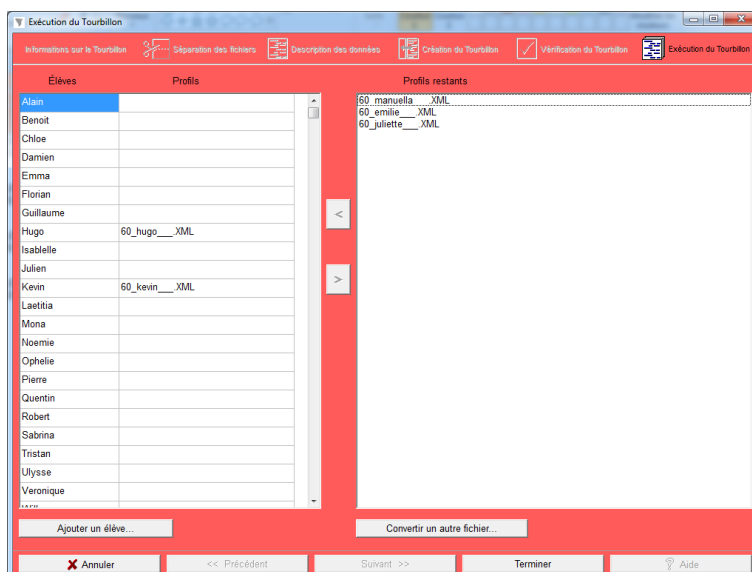 Exécution du Tourbillon
Informations sur le Tourbillon
Séparation des fichiers
Description des données
Création du Tourbillon
Vérification du Tourbillon
Exécution du Tourbillon
Élèves Profils
Alain
Benoit
Chloe
Damien
Emma
Florian
Guillaume
Hugo 60_hugo___.XML
Isablelle
Julien
Kevin 60_kevin___.XML
Laetitia
Mona
Noemie
Ophelie
Pierre
Quentin
Robert
Sabrina
Tristan
Ulysse
Veronique
Profils restants
60_manuella___.XML
60_emilie___.XML
60_juliette___.XML
<
>
Ajouter un élève...
Convertir un autre fichier...
Annuler
<< Précédent
Suivant >>
Terminer
? Aide